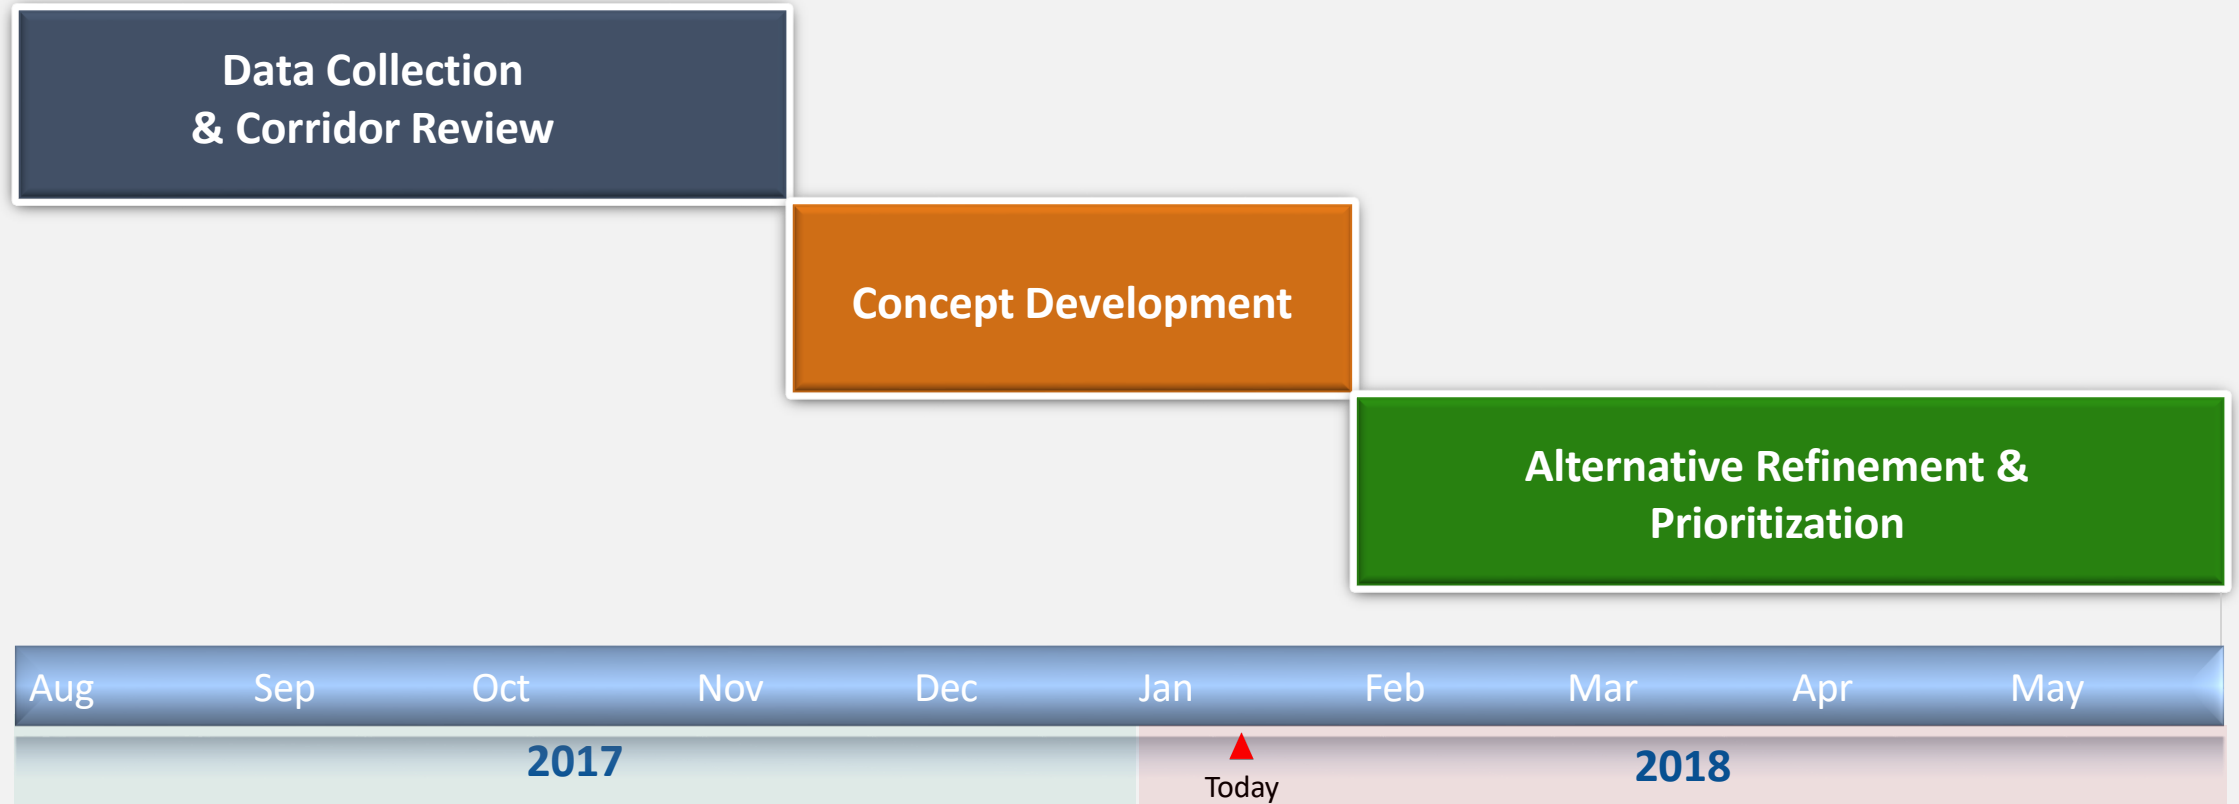 Data Collection
& Corridor Review
Concept Development
Alternative Refinement &
Prioritization
Aug Sep Oct Nov Dec Jan Feb Mar Apr May
2017 2018
Today